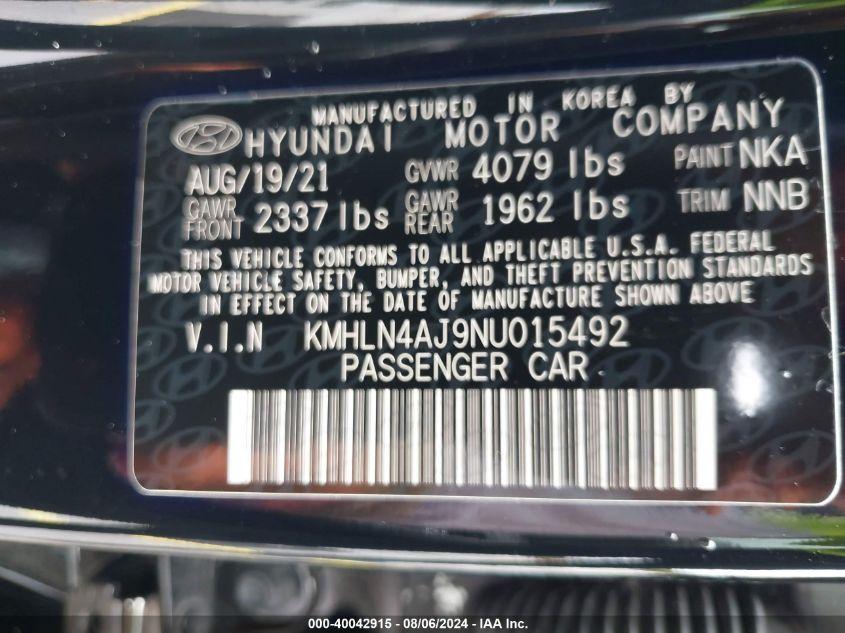 MANUFACTURED IN KOREA BY
HYUNDAI MOTOR COMPANY
AUG/19/21 GVWR 4079 lbs PAINT NKA
GAWR FRONT 2337 lbs GAWR REAR 1962 lbs TRIM NNB
THIS VEHICLE CONFORMS TO ALL APPLICABLE U.S.A. FEDERAL
MOTOR VEHICLE SAFETY, BUMPER, AND THEFT PREVENTION STANDARDS
IN EFFECT ON THE DATE OF MANUFACTURE SHOWN ABOVE
V.I.N KMHLN4AJ9NU015492
PASSENGER CAR
000-40042915 - 08/06/2024 - IAA Inc.